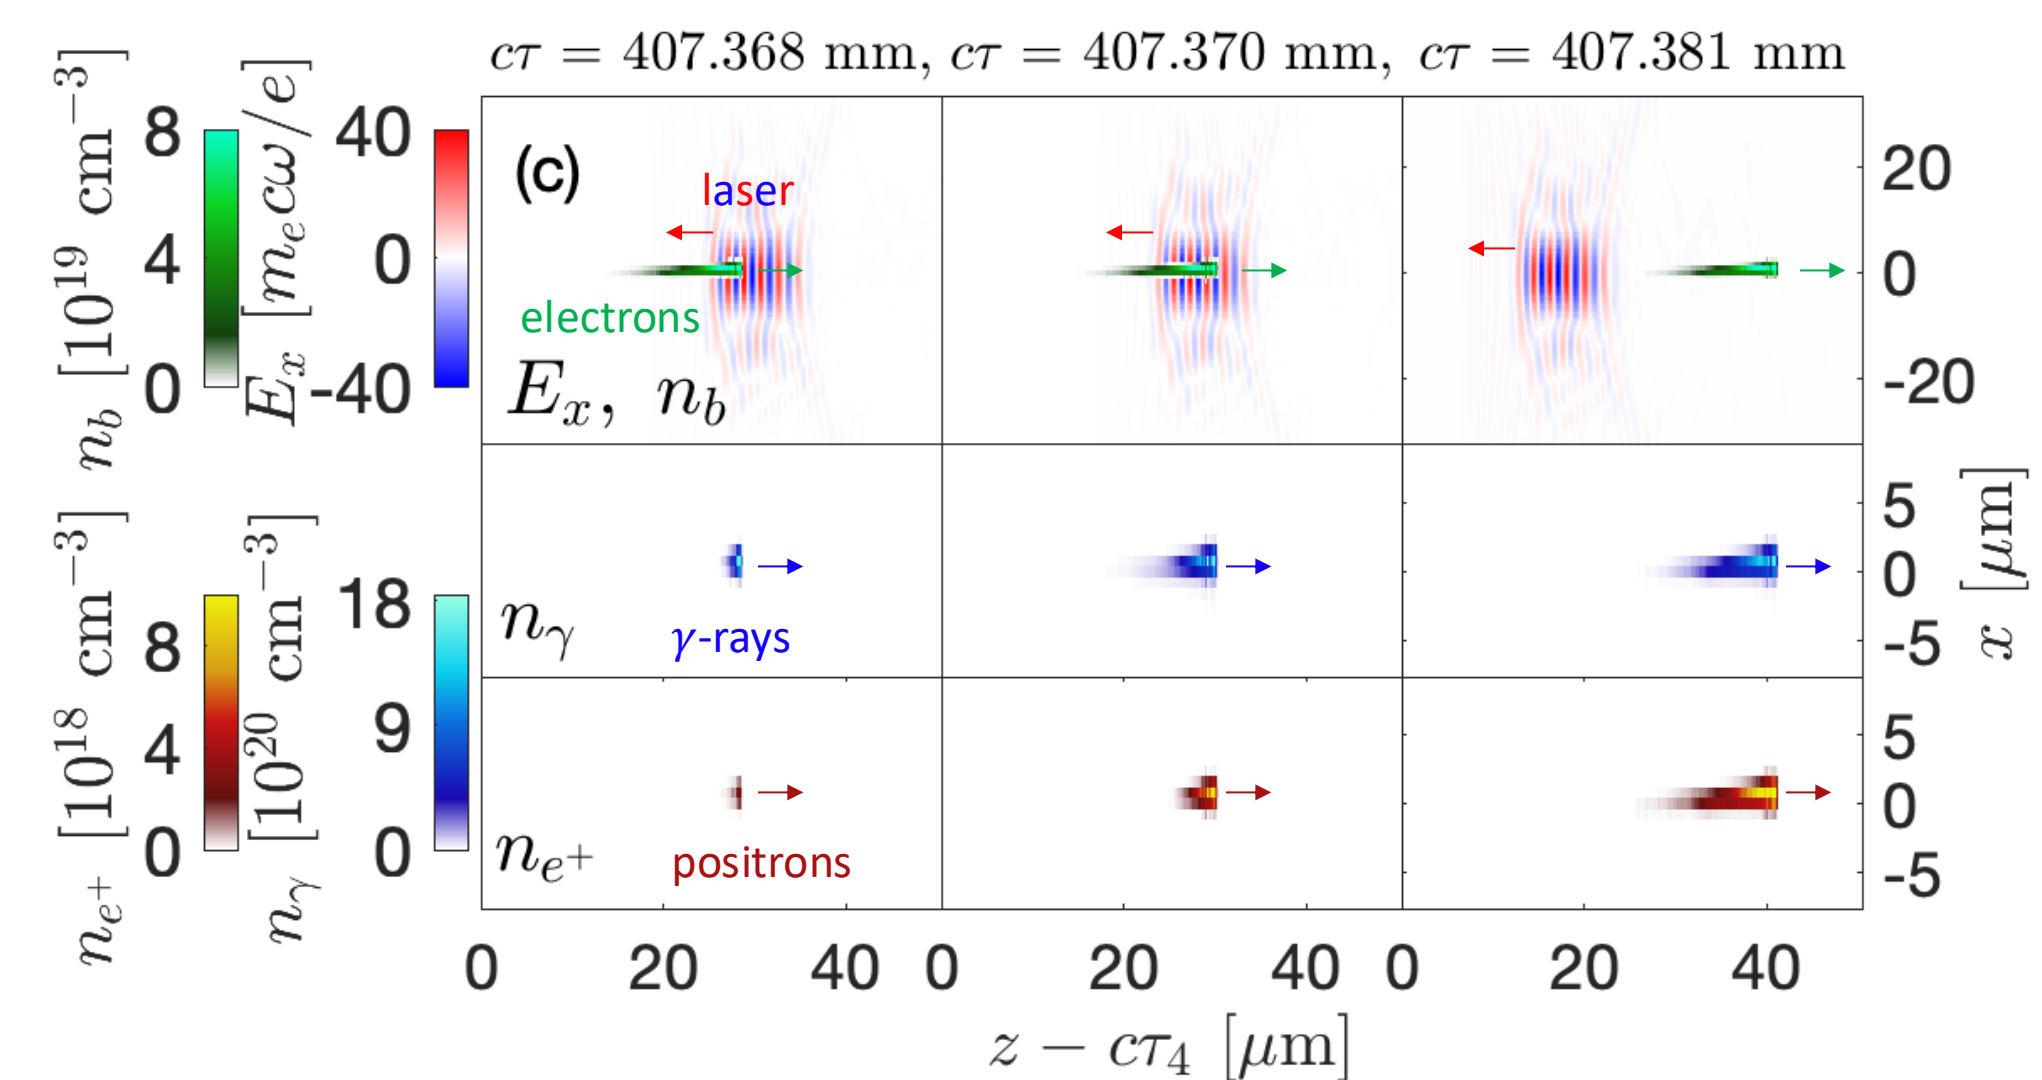 cτ = 407.368 mm, cτ = 407.370 mm, cτ = 407.381 mm
n_b [10^19 cm^−3]
8
4
0
E_x [m_e cω/e]
40
0
-40
(c)
laser
electrons
E_x, n_b
20
0
-20
n_e+ [10^18 cm^−3]
8
4
0
n_γ [10^20 cm^−3]
18
9
0
n_γ
γ-rays
5
0
-5
x [μm]
n_e+
positrons
5
0
-5
0 20 40 0 20 40 0 20 40
z − cτ_4 [μm]